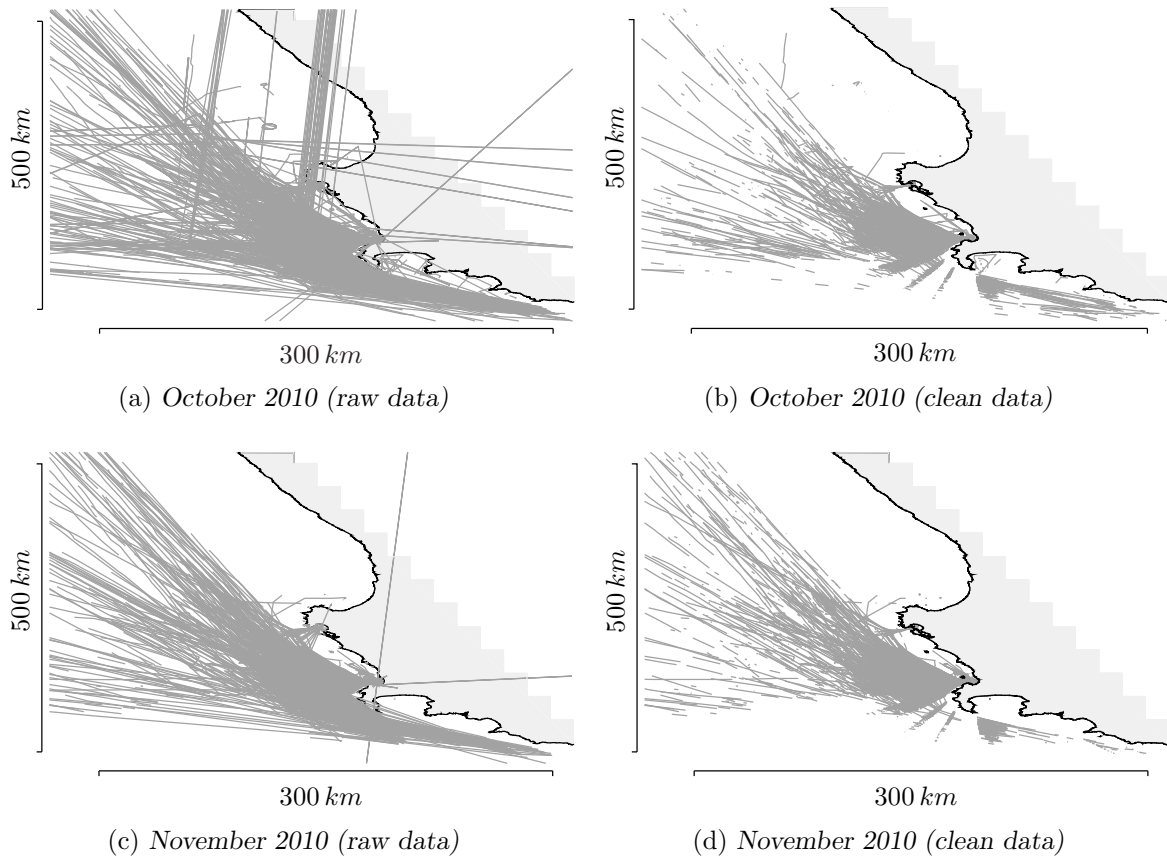 500 km
300 km
(a) October 2010 (raw data)
500 km
300 km
(b) October 2010 (clean data)
500 km
300 km
(c) November 2010 (raw data)
500 km
300 km
(d) November 2010 (clean data)